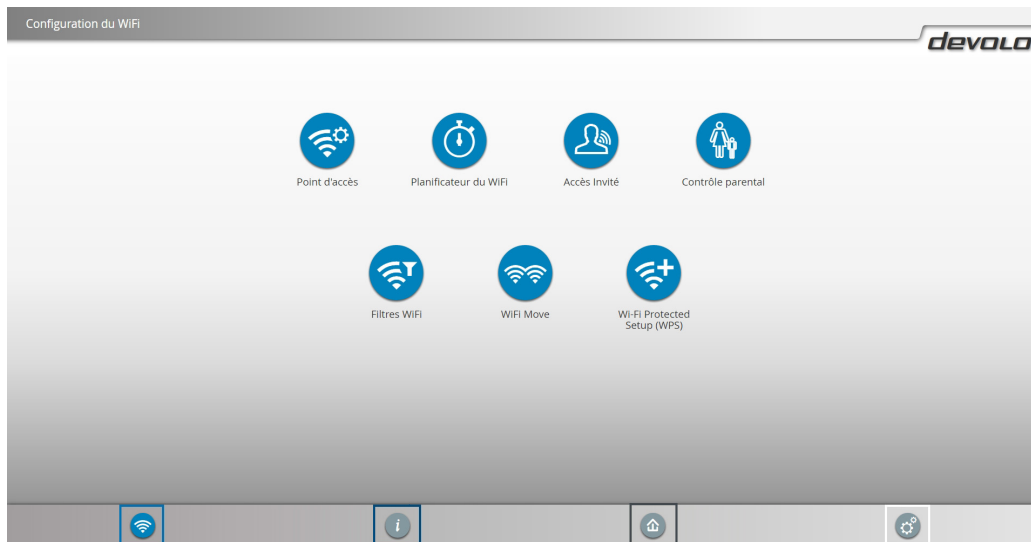 Configuration du WiFi
devolo
Point d'accès
Planificateur du WiFi
Accès Invité
Contrôle parental
Filtres WiFi
WiFi Move
Wi-Fi Protected
Setup (WPS)
i